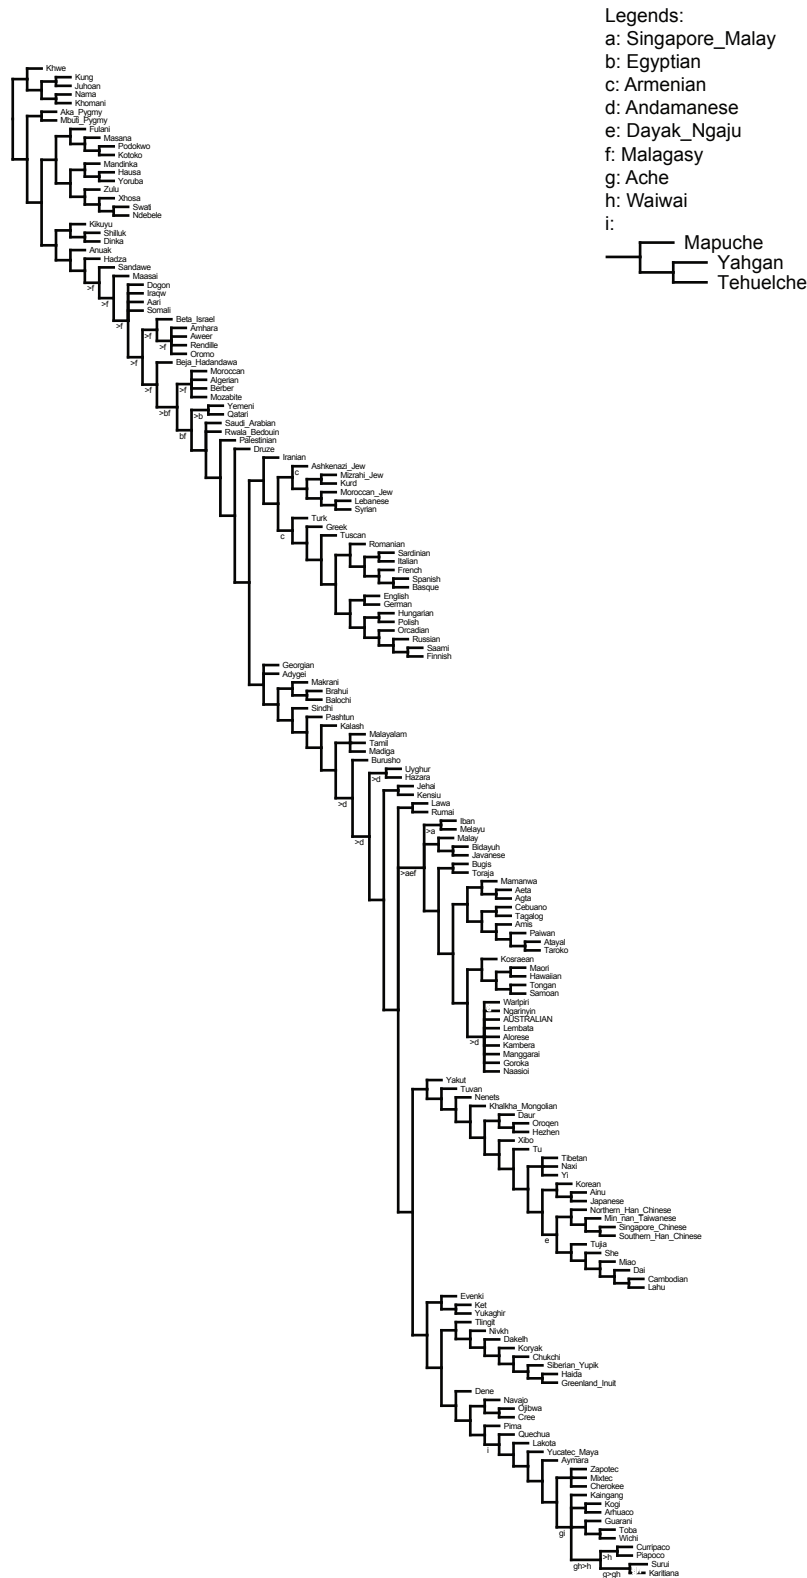 Legends:
a: Singapore_Malay
b: Egyptian
c: Armenian
d: Andamanese
e: Dayak_Ngaju
f: Malagasy
g: Ache
h: Waiwai
i:
Mapuche
Yahgan
Tehuelche
Khwe
Kung
Juhoan
Nama
Khomani
Aka_Pygmy
Mbuti_Pygmy
Fulani
Masana
Podokwo
Kotoko
Mandinka
Hausa
Yoruba
Zulu
Xhosa
Swati
Ndebele
Kikuyu
Shilluk
Dinka
Anuak
Hadza
Sandawe
Maasai
>f
Dogon
>f
Iraqw
Aari
Somali
Beta_Israel
>f
Amhara
>f
Aweer
Rendille
>f
Oromo
>f
Beja_Hadandawa
Moroccan
Algerian
>f
>f
Berber
Mozabite
Yemeni
>bf
>b
Qatari
Saudi_Arabian
Rwala_Bedouin
bf
Palestinian
Druze
Iranian
Ashkenazi_Jew
c
Mizrahi_Jew
Kurd
Moroccan_Jew
Lebanese
Syrian
Turk
Greek
Tuscan
c
Romanian
Sardinian
Italian
French
Spanish
Basque
English
German
Hungarian
Polish
Orcadian
Russian
Saami
Finnish
Georgian
Adygei
Makrani
Brahui
Balochi
Sindhi
Pashtun
Kalash
Malayalam
Tamil
Madiga
Burusho
Uyghur
Hazara
>d
Jehai
Kensiu
Lawa
>d
Rumai
Iban
Melayu
>a
Malay
>d
Bidayuh
Javanese
Bugis
Toraja
>aef
Mamanwa
Aeta
Agta
Cebuano
Tagalog
Amis
Paiwan
Atayal
Taroko
Kosraean
Maori
Hawaiian
Tongan
Samoan
Warlpiri
Ngarinyin
AUSTRALIAN
Lembata
Alorese
Kambera
>d
Manggarai
Goroka
Naasioi
Yakut
Tuvan
Nenets
Khalkha_Mongolian
Daur
Oroqen
Hezhen
Xibo
Tu
Tibetan
Naxi
Yi
Korean
Ainu
Japanese
Northern_Han_Chinese
Min_nan_Taiwanese
Singapore_Chinese
Southern_Han_Chinese
e
Tujia
She
Miao
Dai
Cambodian
Lahu
Evenki
Ket
Yukaghir
Tlingit
Nivkh
Dakelh
Koryak
Chukchi
Siberian_Yupik
Haida
Greenland_Inuit
Dene
Navajo
Ojibwa
Cree
Pima
Quechua
Lakota
i
Yucatec_Maya
Aymara
Zapotec
Mixtec
Cherokee
Kaingang
Kogi
Arhuaco
Guarani
Toba
gi
Wichi
Curripaco
>h
Piapoco
Surui
gh>h
Karitiana
g>gh